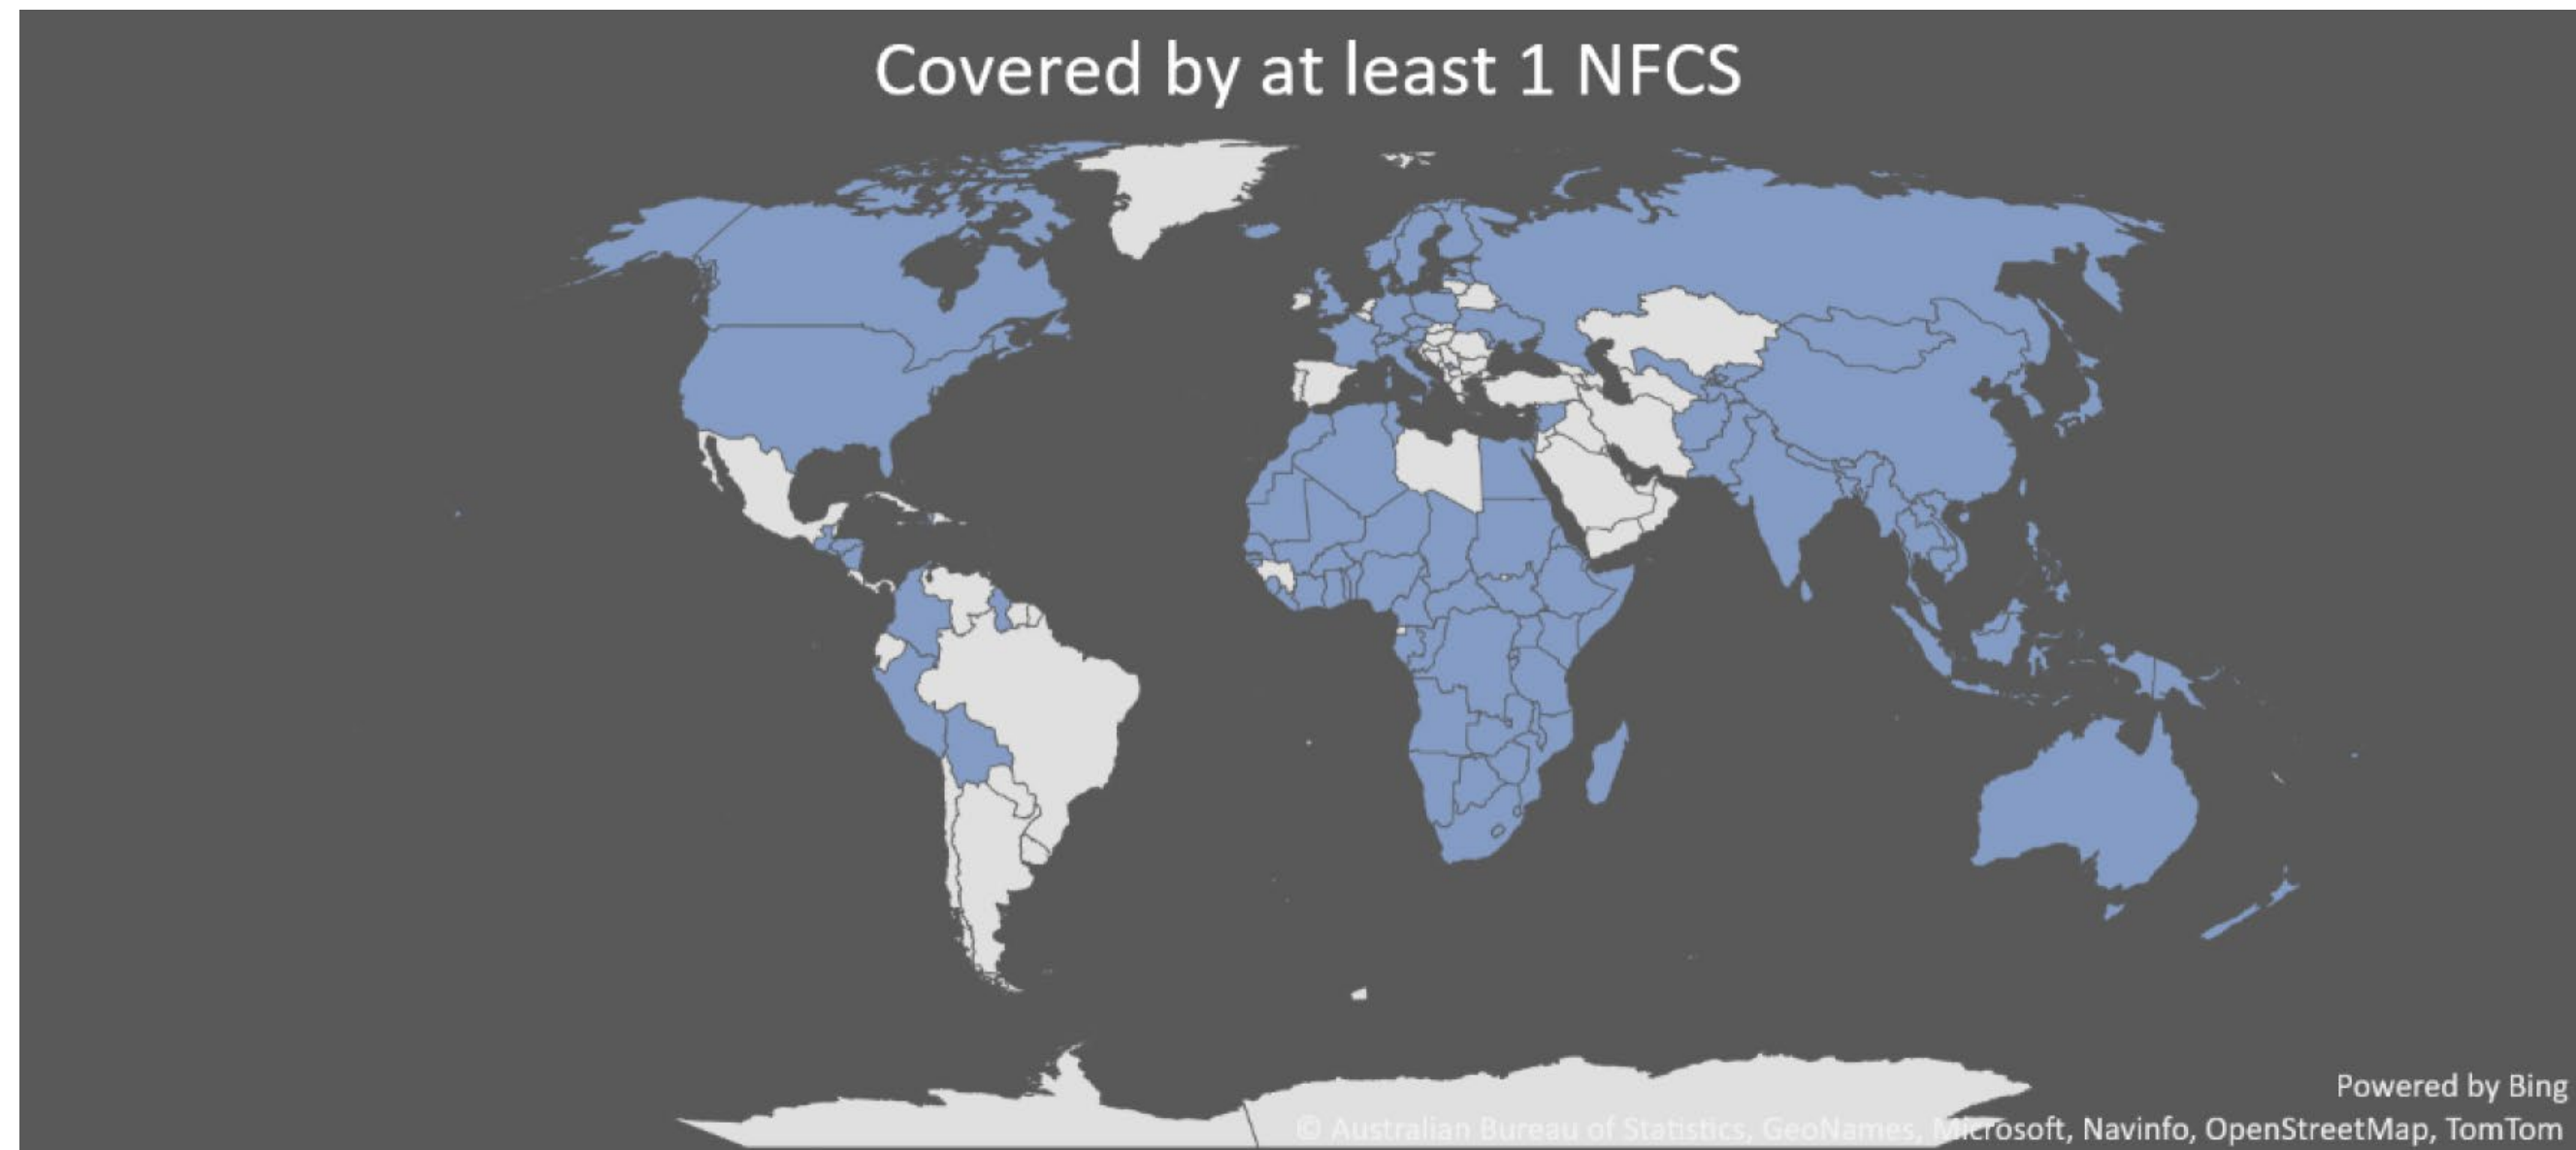 Covered by at least 1 NFCS
Powered by Bing
© Australian Bureau of Statistics, GeoNames, Microsoft, Navinfo, OpenStreetMap, TomTom